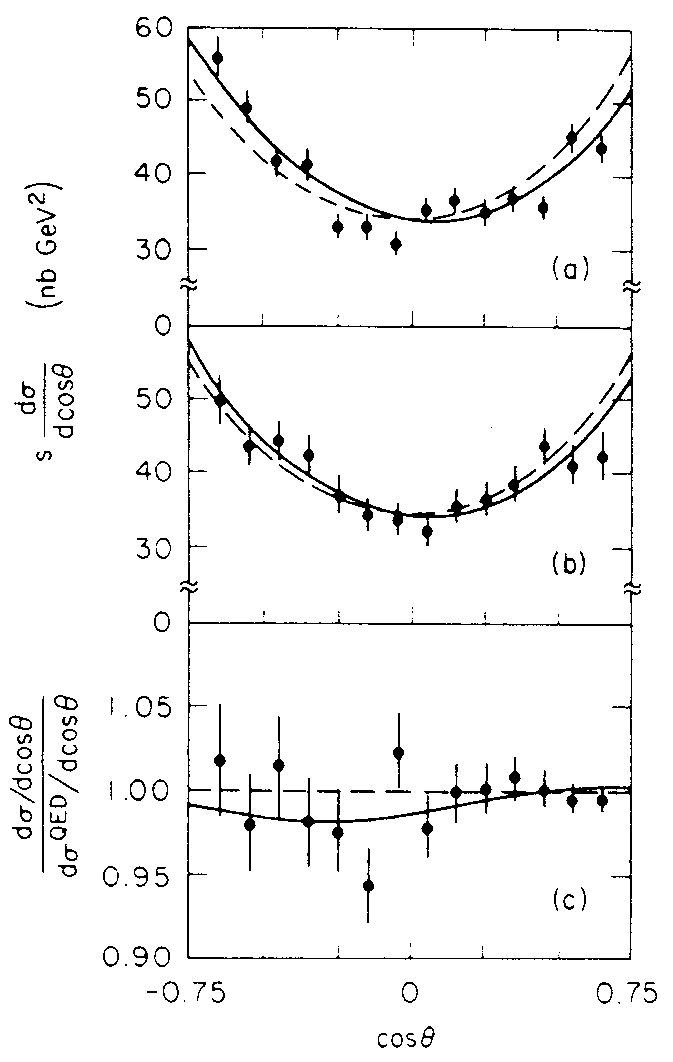 60
50
40
30
0
(a)
s dσ/dcosθ (nb GeV²)
50
40
30
0
(b)
dσ/dcosθ
dσ^QED/dcosθ
1.05
1.00
0.95
0.90
(c)
-0.75 0 0.75
cosθ